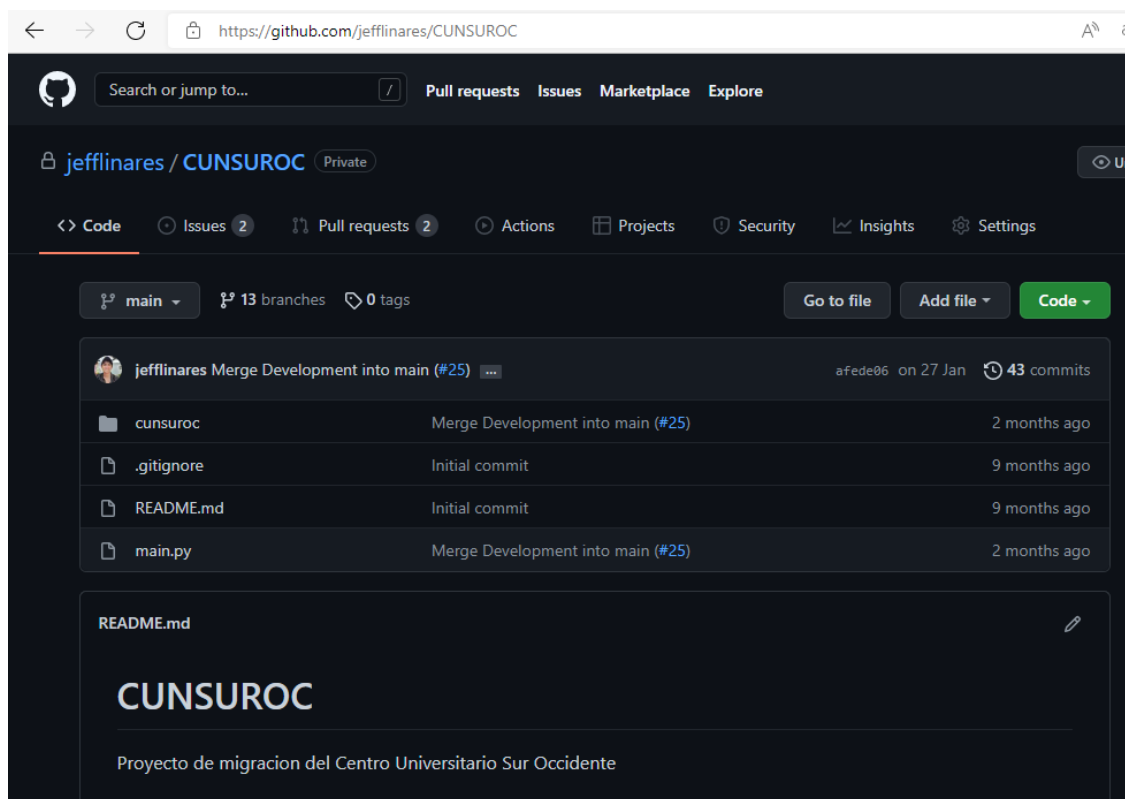 https://github.com/jefflinares/CUNSUROC
Search or jump to... / Pull requests Issues Marketplace Explore
jefflinares / CUNSUROC Private
<> Code Issues 2 Pull requests 2 Actions Projects Security Insights Settings
main 13 branches 0 tags Go to file Add file Code
jefflinares Merge Development into main (#25) ... afede06 on 27 Jan 43 commits
cunsuroc Merge Development into main (#25) 2 months ago
.gitignore Initial commit 9 months ago
README.md Initial commit 9 months ago
main.py Merge Development into main (#25) 2 months ago
README.md
CUNSUROC
Proyecto de migracion del Centro Universitario Sur Occidente